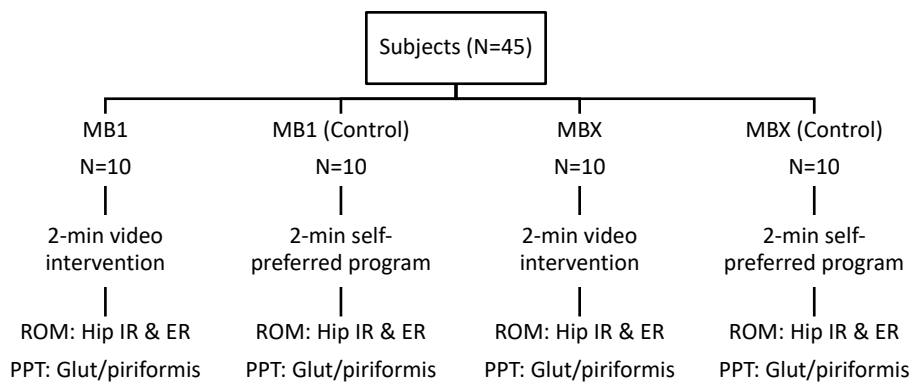 Subjects (N=45)
MB1
MB1 (Control)
MBX
MBX (Control)
N=10
N=10
N=10
N=10
2-min video
intervention
2-min self-
preferred program
2-min video
intervention
2-min self-
preferred program
ROM: Hip IR & ER
ROM: Hip IR & ER
ROM: Hip IR & ER
ROM: Hip IR & ER
PPT: Glut/piriformis
PPT: Glut/piriformis
PPT: Glut/piriformis
PPT: Glut/piriformis